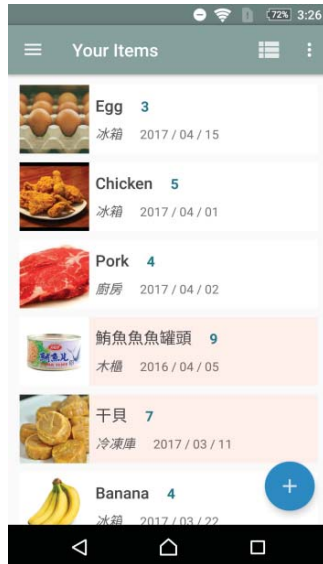 72% 3:26
Your Items
Egg 3
冰箱 2017 / 04 / 15
Chicken 5
冰箱 2017 / 04 / 01
Pork 4
廚房 2017 / 04 / 02
鮪魚魚魚罐頭 9
木櫃 2016 / 04 / 05
干貝 7
冷凍庫 2017 / 03 / 11
Banana 4
冰箱 2017 / 03 / 22